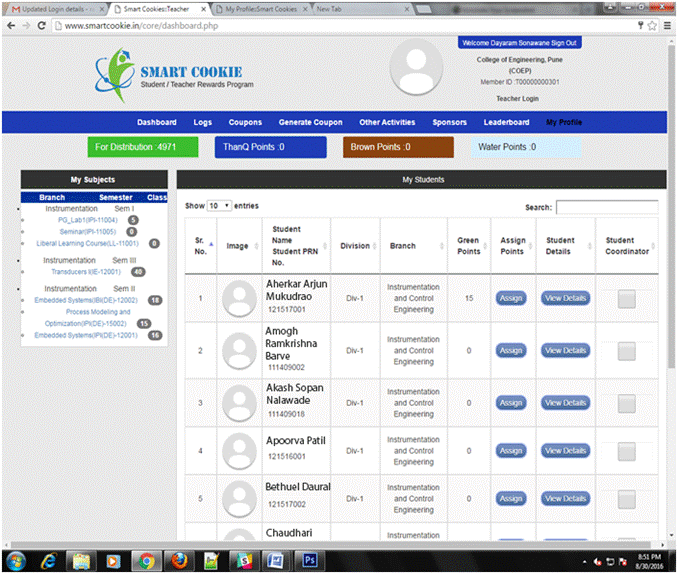 Updated Login details -
Smart Cookies:Teacher
My Profile:Smart Cookies
New Tab
www.smartcookie.in/core/dashboard.php
Welcome Dayaram Sonawane Sign Out
College of Engineering, Pune
(COEP)
Member ID :T00000000301
Teacher Login
SMART COOKIE
Student / Teacher Rewards Program
Dashboard Logs Coupons Generate Coupon Other Activities Sponsors Leaderboard My Profile
For Distribution :4971 ThanQ Points :0 Brown Points :0 Water Points :0
My Subjects
Branch Semester Class
Instrumentation Sem I
PG_Lab1(IPI-11004) 5
Seminar(IPI-11005) 0
Liberal Learning Course(LL-11001) 0
Instrumentation Sem III
Transducers I(IE-12001) 40
Instrumentation Sem II
Embedded Systems(IBI(DE)-12002) 18
Process Modeling and
Optimization(IPI(DE)-15002) 15
Embedded Systems(IPI(DE)-12001) 16
My Students
Show 10 entries
Search:
Sr. No. Image Student Name Student PRN No. Division Branch Green Points Assign Points Student Details Student Coordinator
1 Aherkar Arjun Mukudrao 121517001 Div-1 Instrumentation and Control Engineering 15 Assign View Details
2 Amogh Ramkrishna Barve 111409002 Div-1 Instrumentation and Control Engineering 0 Assign View Details
3 Akash Sopan Nalawade 111409018 Div-1 Instrumentation and Control Engineering 0 Assign View Details
4 Apoorva Patil 121516001 Div-1 Instrumentation and Control Engineering 0 Assign View Details
5 Bethuel Daural 121517002 Div-1 Instrumentation and Control Engineering 0 Assign View Details
Chaudhari Instrumentation
8:51 PM
8/30/2016